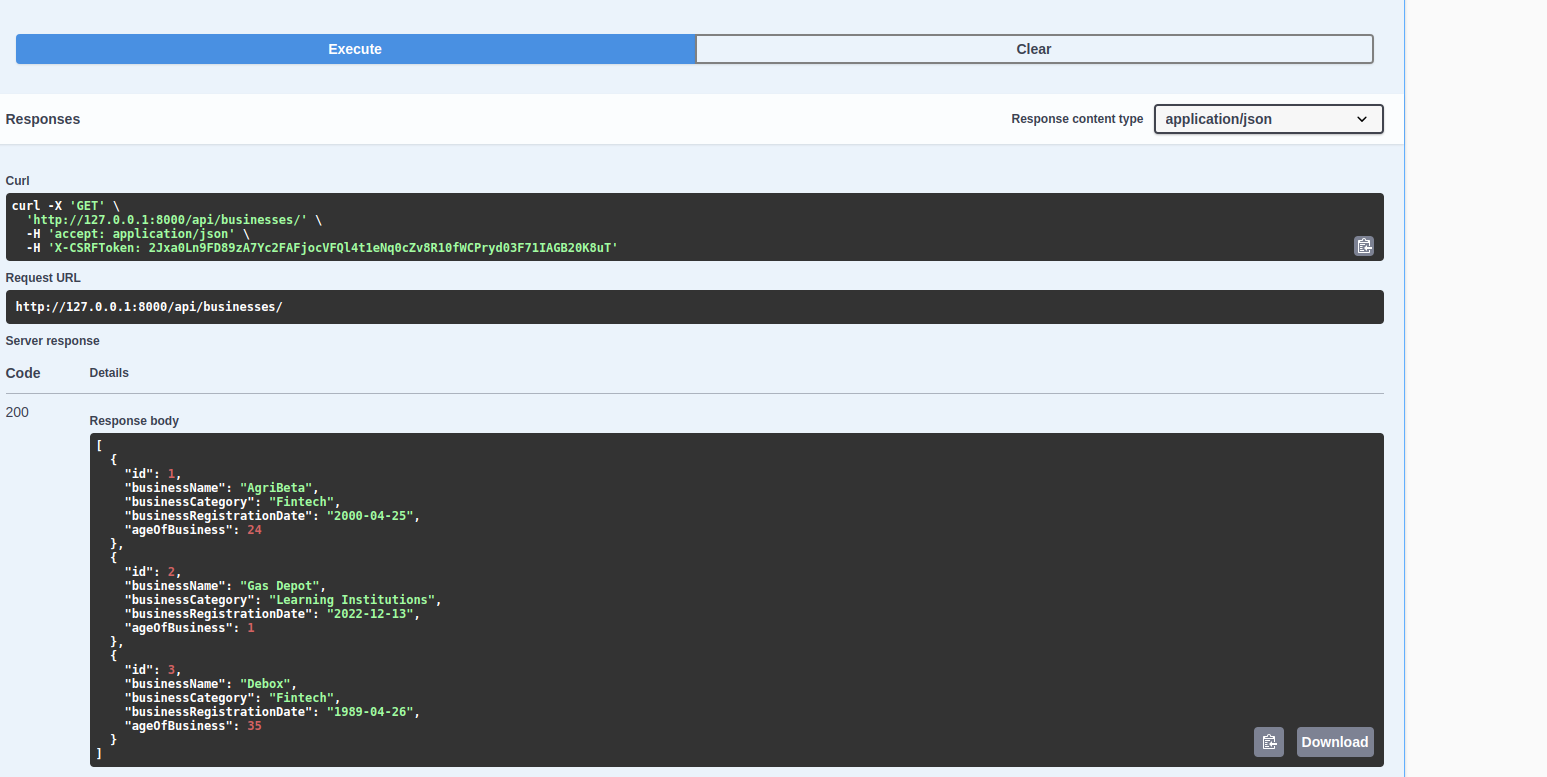 Execute
Clear
Responses
Response content type
application/json
Curl
curl -X 'GET' \
  'http://127.0.0.1:8000/api/businesses/' \
  -H 'accept: application/json' \
  -H 'X-CSRFToken: 2Jxa0Ln9FD89zA7Yc2FAFjocVFQl4t1eNq0cZv8R10fWCPryd03F71IAGB20K8uT'
Request URL
http://127.0.0.1:8000/api/businesses/
Server response
Code
Details
200
Response body
[
  {
    "id": 1,
    "businessName": "AgriBeta",
    "businessCategory": "Fintech",
    "businessRegistrationDate": "2000-04-25",
    "ageOfBusiness": 24
  },
  {
    "id": 2,
    "businessName": "Gas Depot",
    "businessCategory": "Learning Institutions",
    "businessRegistrationDate": "2022-12-13",
    "ageOfBusiness": 1
  },
  {
    "id": 3,
    "businessName": "Debox",
    "businessCategory": "Fintech",
    "businessRegistrationDate": "1989-04-26",
    "ageOfBusiness": 35
  }
]
Download